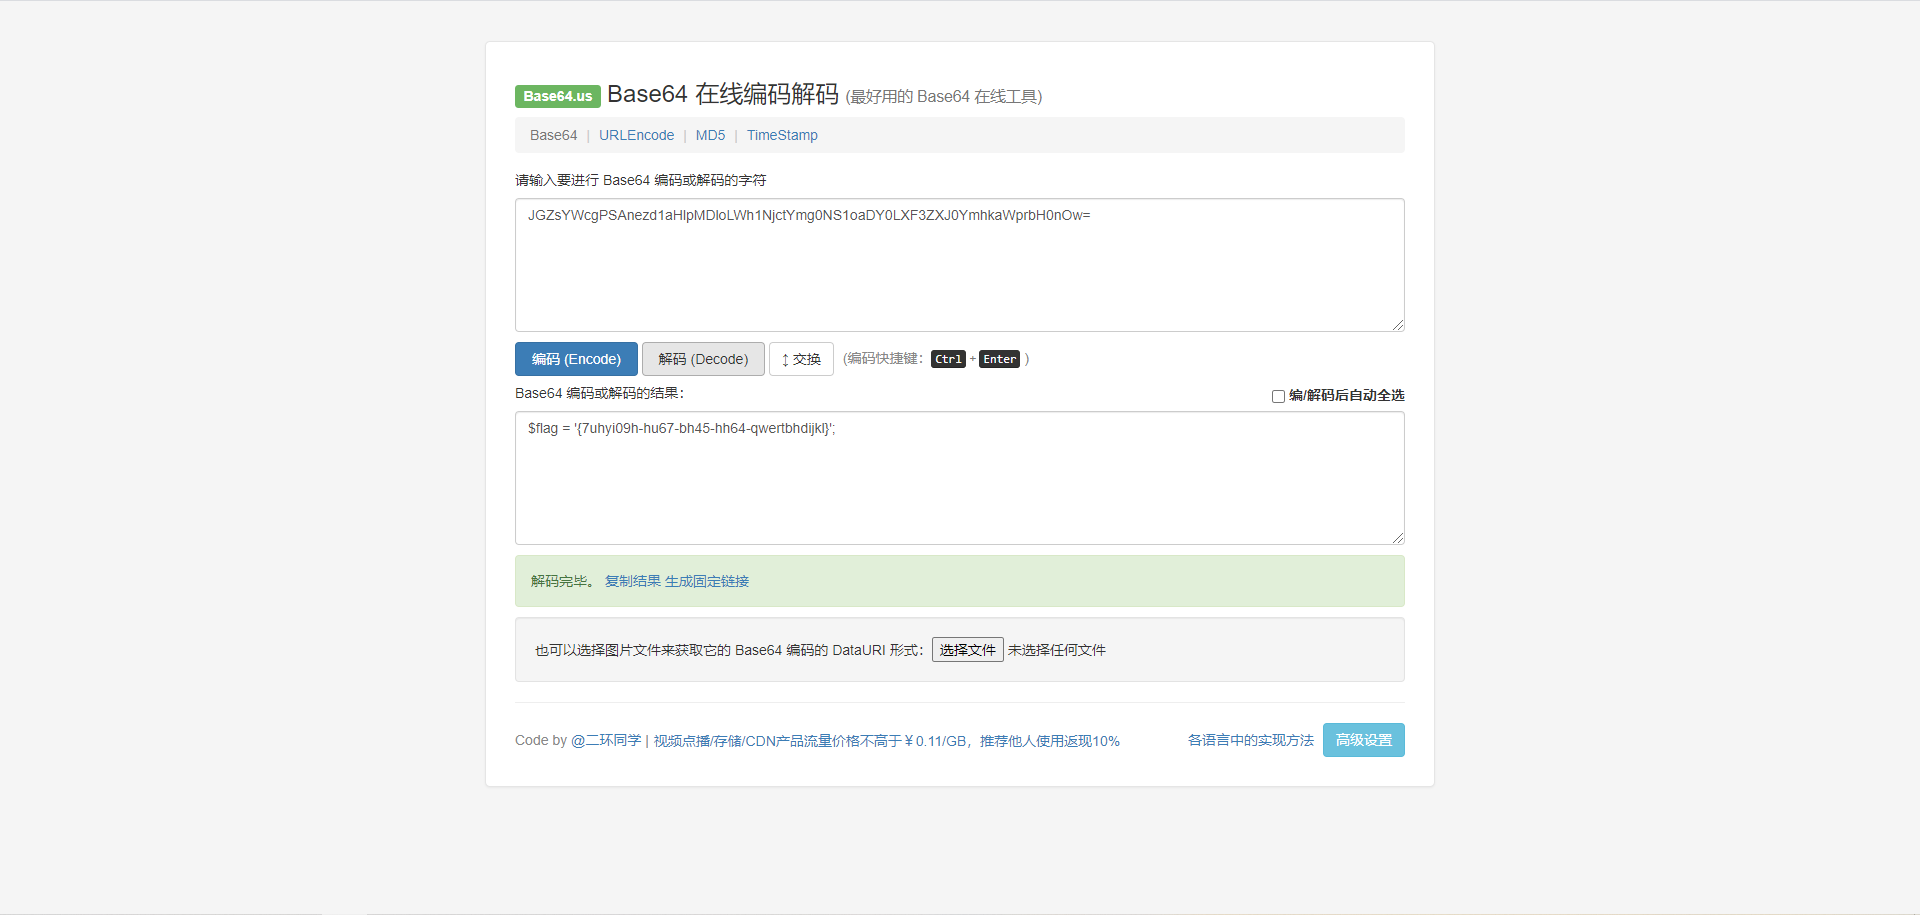 Base64.us Base64 在线编码解码 (最好用的 Base64 在线工具)
Base64 | URLEncode | MD5 | TimeStamp
请输入要进行 Base64 编码或解码的字符
JGZsYWcgPSAnezd1aHlpMDloLWh1NjctYmg0NS1oaDY0LXF3ZXJ0YmhkaWprbH0nOw=
编码 (Encode) 解码 (Decode) ↕ 交换 (编码快捷键: Ctrl + Enter )
Base64 编码或解码的结果: 编/解码后自动全选
$flag = '{7uhyi09h-hu67-bh45-hh64-qwertbhdijkl}';
解码完毕。 复制结果 生成固定链接
也可以选择图片文件来获取它的 Base64 编码的 DataURI 形式: 选择文件 未选择任何文件
Code by @二环同学 | 视频点播/存储/CDN产品流量价格不高于￥0.11/GB，推荐他人使用返现10% 各语言中的实现方法 高级设置